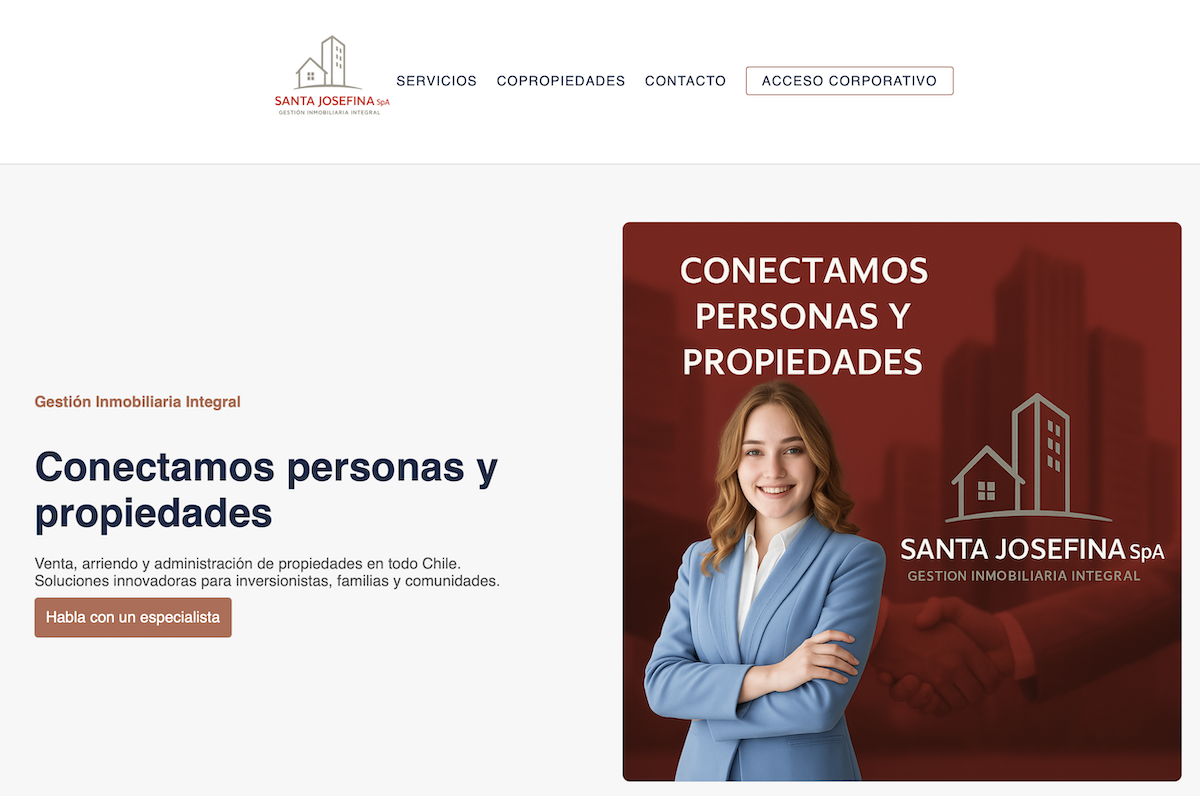 SANTA JOSEFINA SpA
GESTIÓN INMOBILIARIA INTEGRAL
SERVICIOS
COPROPIEDADES
CONTACTO
ACCESO CORPORATIVO
Gestión Inmobiliaria Integral
Conectamos personas y
propiedades
Venta, arriendo y administración de propiedades en todo Chile.
Soluciones innovadoras para inversionistas, familias y comunidades.
Habla con un especialista
CONECTAMOS
PERSONAS Y
PROPIEDADES
SANTA JOSEFINA SpA
GESTION INMOBILIARIA INTEGRAL